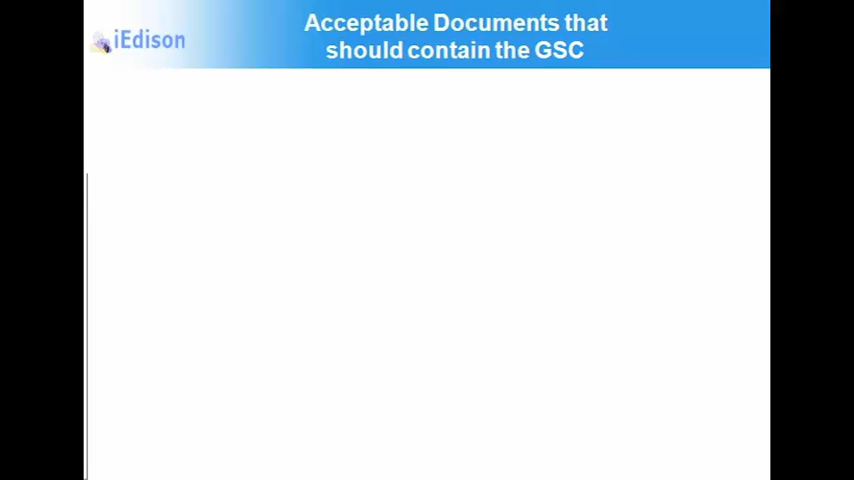 iEdison
Acceptable Documents that
should contain the GSC